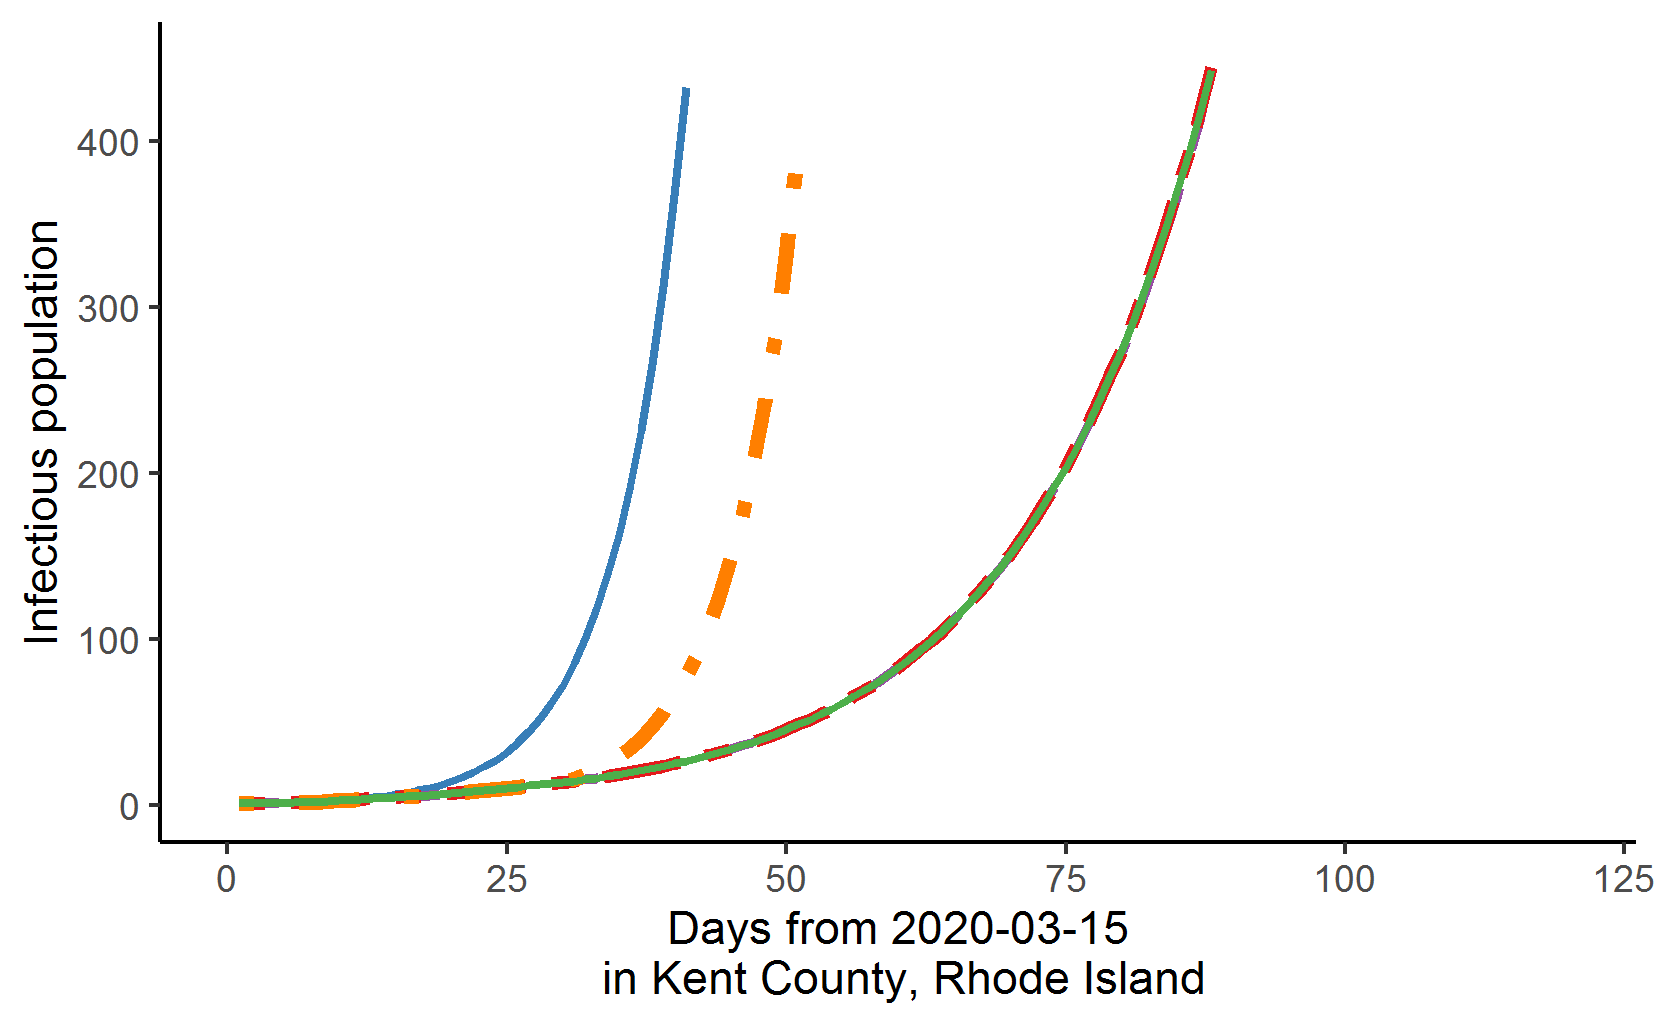 Infectious population
400
300
200
100
0
0 25 50 75 100 125
Days from 2020-03-15
in Kent County, Rhode Island